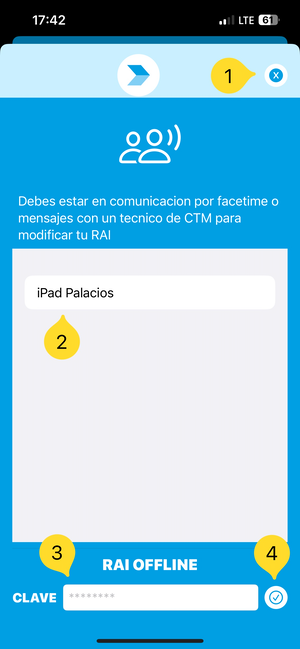 17:42
LTE 61
1
X
Debes estar en comunicacion por facetime o
mensajes con un tecnico de CTM para
modificar tu RAI
iPad Palacios
2
3
4
RAI OFFLINE
CLAVE ********